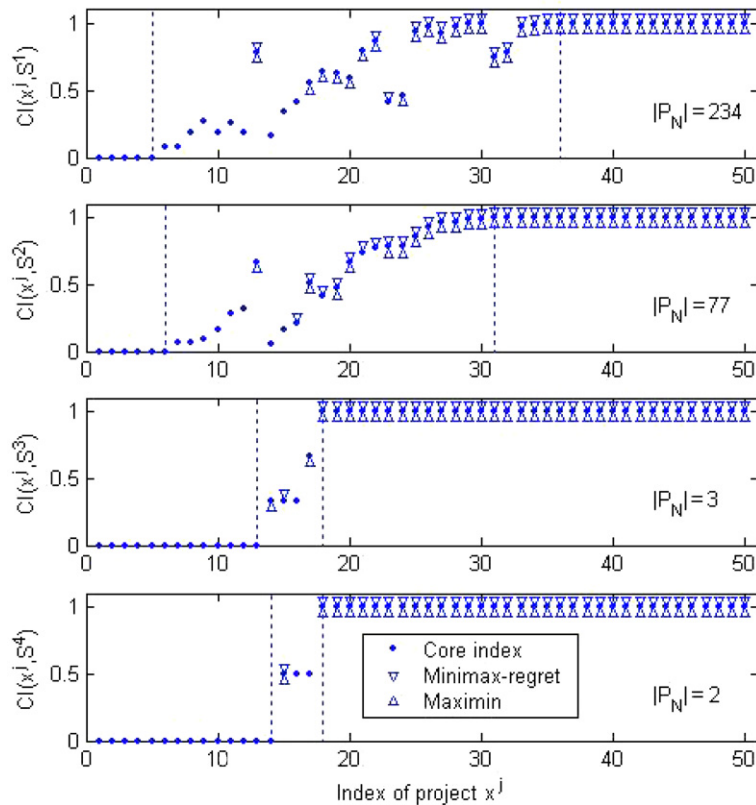 CI(x^j,S^1)
1
0.5
0
0 10 20 30 40 50
|P_N| = 234
CI(x^j,S^2)
1
0.5
0
0 10 20 30 40 50
|P_N| = 77
CI(x^j,S^3)
1
0.5
0
0 10 20 30 40 50
|P_N| = 3
CI(x^j,S^4)
1
0.5
0
0 10 20 30 40 50
Core index
Minimax-regret
Maximin
|P_N| = 2
Index of project x^j